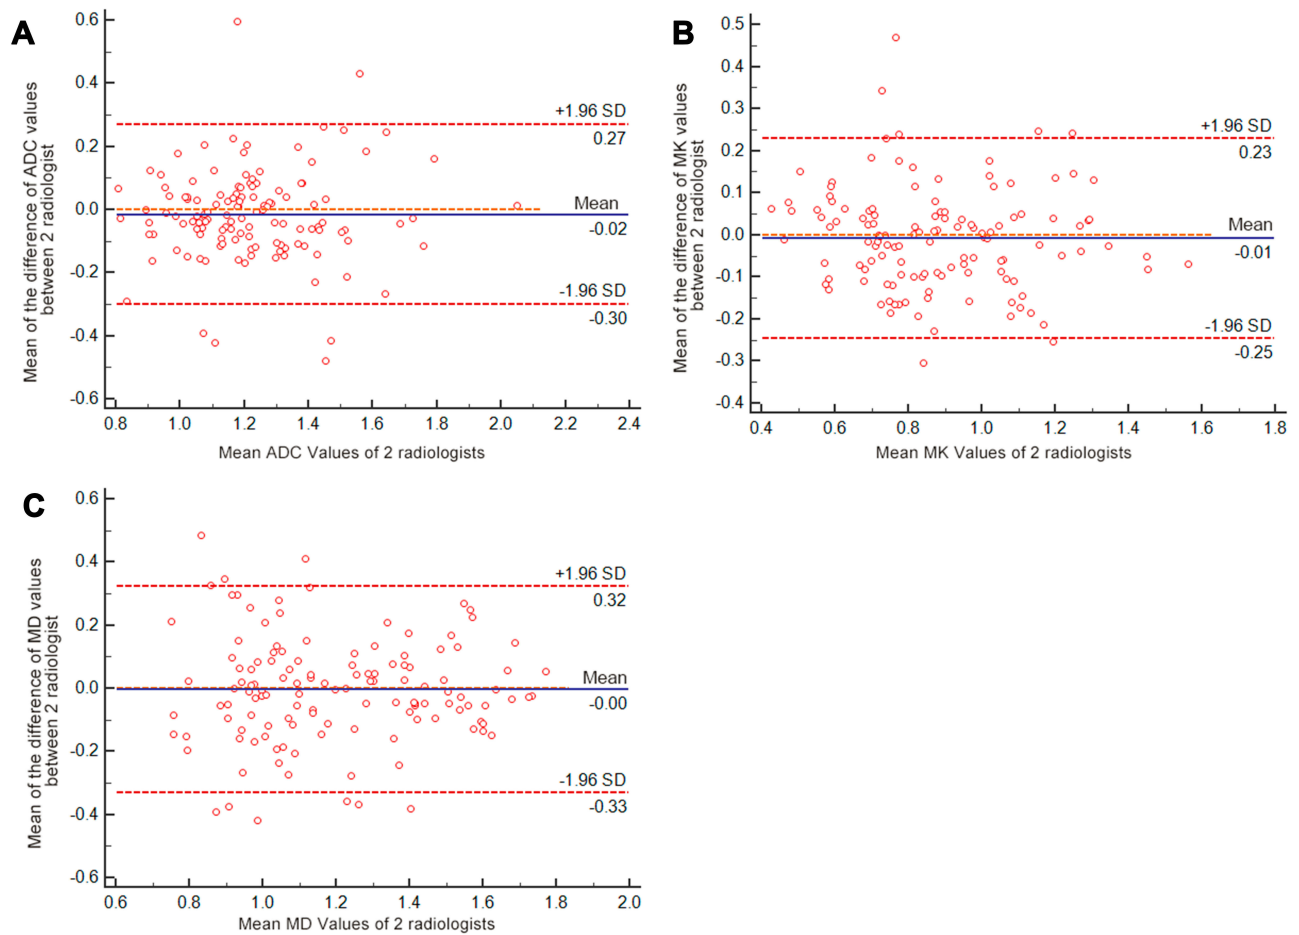 A
Mean of the difference of ADC values
between 2 radiologist
0.6
0.4
0.2
0.0
-0.2
-0.4
-0.6
+1.96 SD
0.27
Mean
-0.02
-1.96 SD
-0.30
0.8 1.0 1.2 1.4 1.6 1.8 2.0 2.2 2.4
Mean ADC Values of 2 radiologists
B
Mean of the difference of MK values
between 2 radiologist
0.5
0.4
0.3
0.2
0.1
0.0
-0.1
-0.2
-0.3
-0.4
+1.96 SD
0.23
Mean
-0.01
-1.96 SD
-0.25
0.4 0.6 0.8 1.0 1.2 1.4 1.6 1.8
Mean MK Values of 2 radiologists
C
Mean of the difference of MD values
between 2 radiologist
0.6
0.4
0.2
0.0
-0.2
-0.4
-0.6
+1.96 SD
0.32
Mean
-0.00
-1.96 SD
-0.33
0.6 0.8 1.0 1.2 1.4 1.6 1.8 2.0
Mean MD Values of 2 radiologists